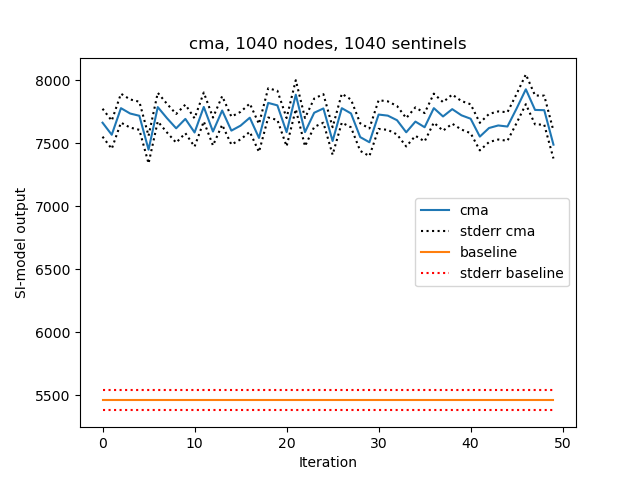 cma, 1040 nodes, 1040 sentinels
8000
7500
7000
6500
6000
5500
SI-model output
cma
stderr cma
baseline
stderr baseline
0 10 20 30 40 50
Iteration